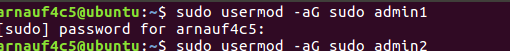 arnauf4c5@ubuntu:~$ sudo usermod -aG sudo admin1
[sudo] password for arnauf4c5:
arnauf4c5@ubuntu:~$ sudo usermod -aG sudo admin2